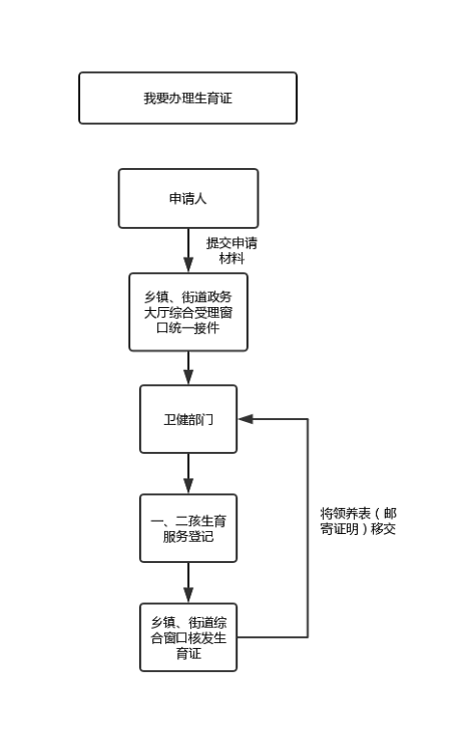 我要办理生育证
申请人
提交申请
材料
乡镇、街道政务
大厅综合受理窗
口统一接件
卫健部门
一、二孩生育
服务登记
将领养表（邮
寄证明）移交
乡镇、街道综
合窗口核发生
育证